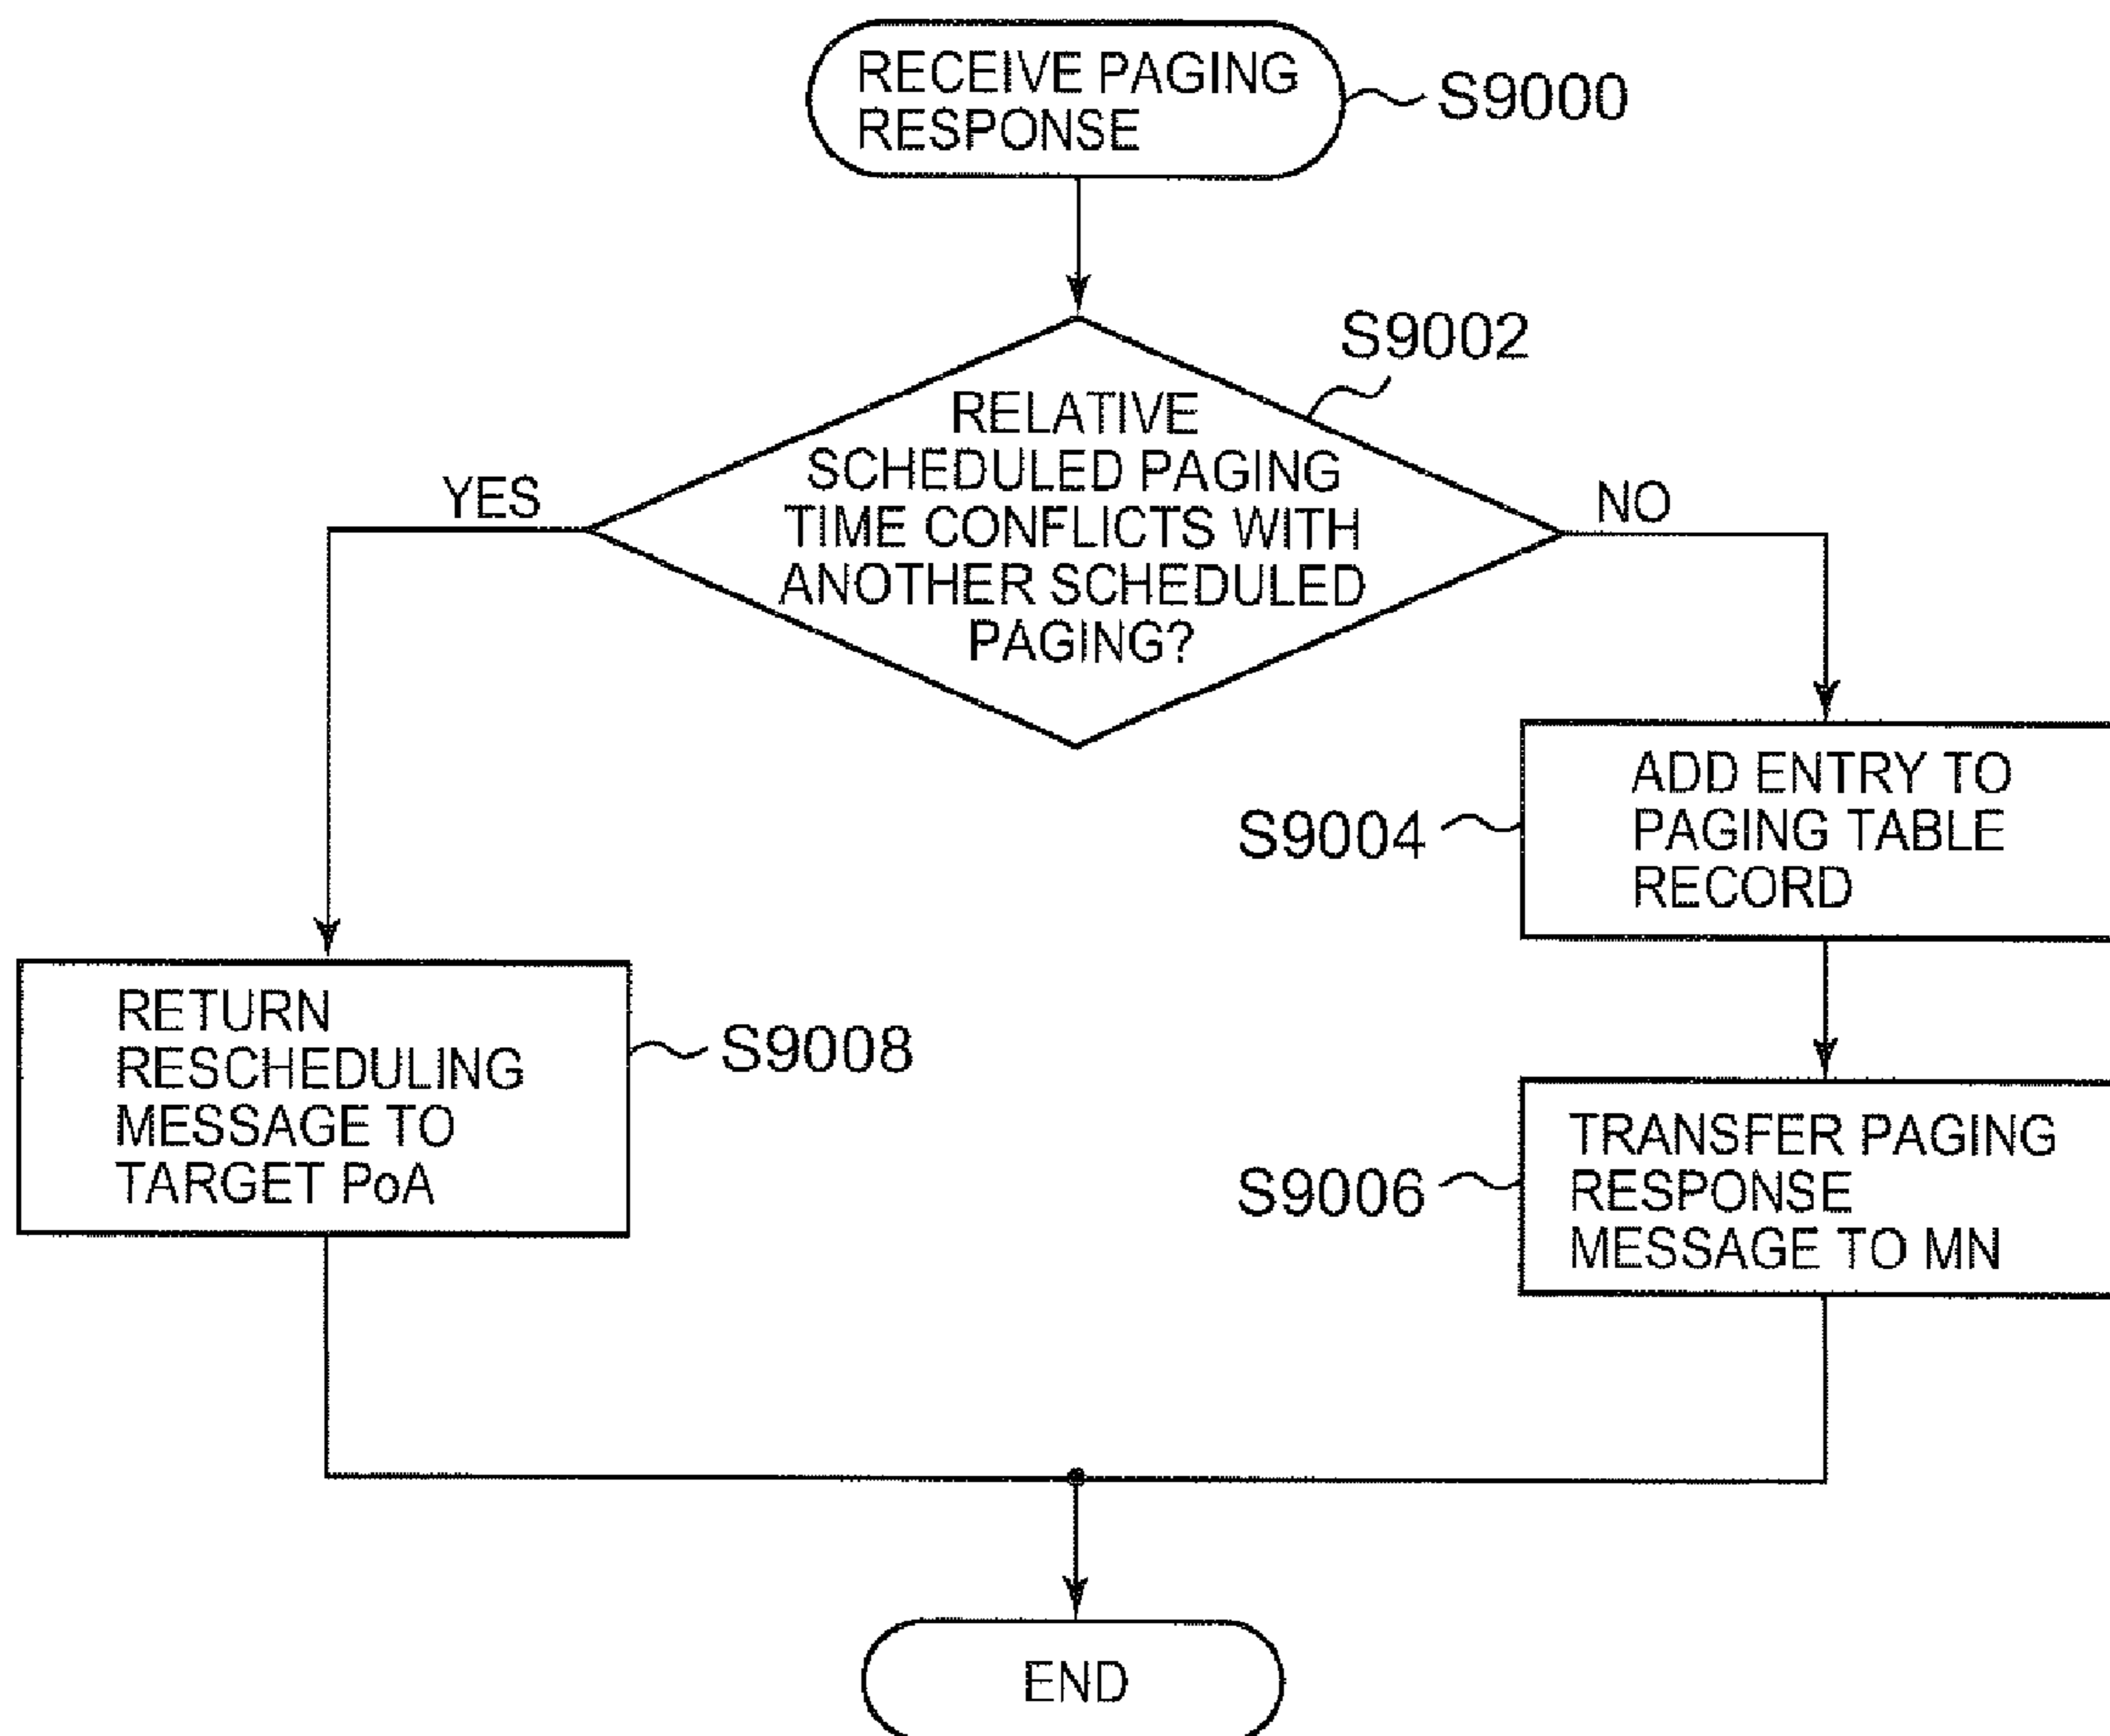 RECEIVE PAGING
RESPONSE
S9000
S9002
RELATIVE
SCHEDULED PAGING
TIME CONFLICTS WITH
ANOTHER SCHEDULED
PAGING?
YES
NO
ADD ENTRY TO
PAGING TABLE
RECORD
S9004
RETURN
RESCHEDULING
MESSAGE TO
TARGET PoA
S9008
TRANSFER PAGING
RESPONSE
MESSAGE TO MN
S9006
END